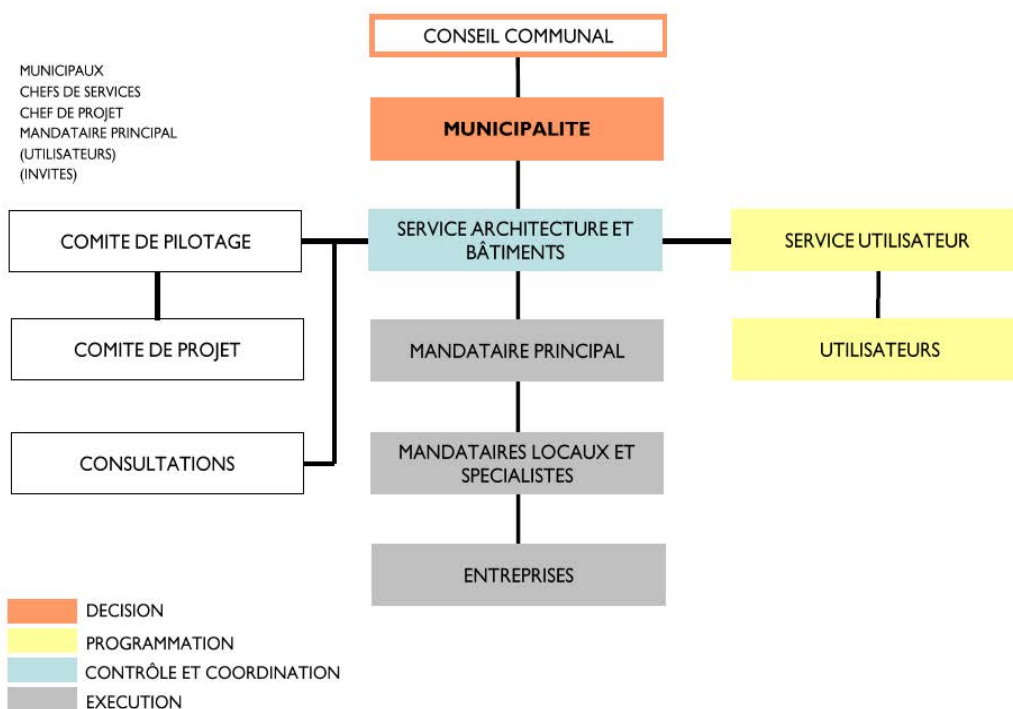 CONSEIL COMMUNAL
MUNICIPAUX
CHEFS DE SERVICES
CHEF DE PROJET
MANDATAIRE PRINCIPAL
(UTILISATEURS)
(INVITES)
MUNICIPALITE
COMITE DE PILOTAGE
SERVICE ARCHITECTURE ET
BÂTIMENTS
SERVICE UTILISATEUR
COMITE DE PROJET
MANDATAIRE PRINCIPAL
UTILISATEURS
CONSULTATIONS
MANDATAIRES LOCAUX ET
SPECIALISTES
ENTREPRISES
DECISION
PROGRAMMATION
CONTRÔLE ET COORDINATION
EXECUTION